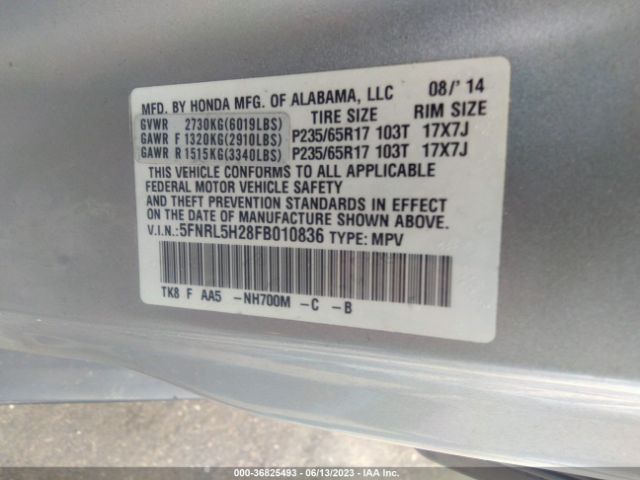 MFD. BY HONDA MFG. OF ALABAMA, LLC 08/'14
TIRE SIZE RIM SIZE
GVWR 2730KG(6019LBS)
GAWR F 1320KG(2910LBS) P235/65R17 103T 17X7J
GAWR R 1515KG(3340LBS) P235/65R17 103T 17X7J
THIS VEHICLE CONFORMS TO ALL APPLICABLE
FEDERAL MOTOR VEHICLE SAFETY
AND THEFT PREVENTION STANDARDS IN EFFECT
ON THE DATE OF MANUFACTURE SHOWN ABOVE.
V.I.N.:5FNRL5H28FB010836 TYPE: MPV
TK8 F AA5 -NH700M -C -B
000-36825493 - 06/13/2023 - IAA Inc.